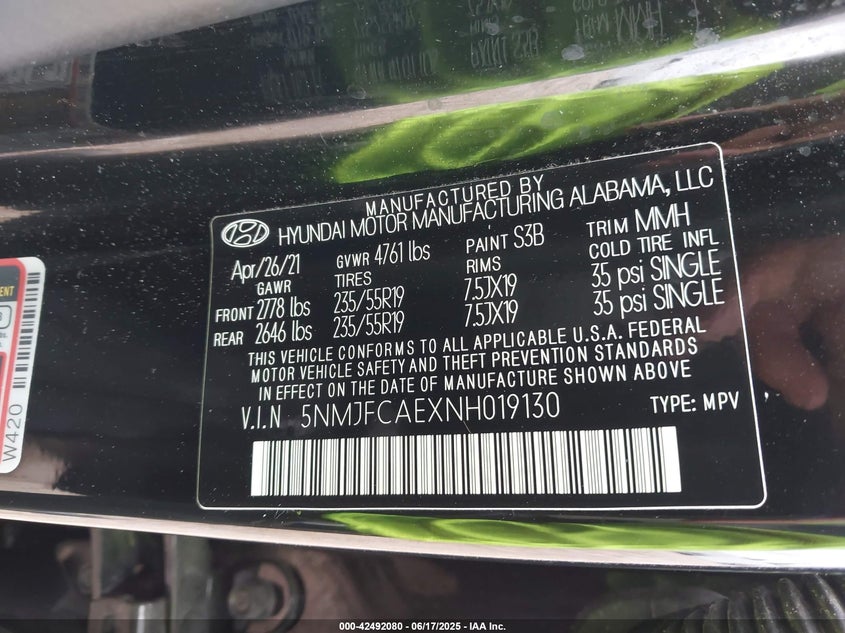 MANUFACTURED BY
HYUNDAI MOTOR MANUFACTURING ALABAMA, LLC
Apr/26/21 GVWR 4761 lbs PAINT S3B TRIM MMH
GAWR TIRES RIMS COLD TIRE INFL
FRONT 2778 lbs 235/55R19 7.5JX19 35 psi SINGLE
REAR 2646 lbs 235/55R19 7.5JX19 35 psi SINGLE
THIS VEHICLE CONFORMS TO ALL APPLICABLE U.S.A. FEDERAL
MOTOR VEHICLE SAFETY AND THEFT PREVENTION STANDARDS
IN EFFECT ON THE DATE OF MANUFACTURE SHOWN ABOVE
V.I.N 5NMJFCAEXNH019130 TYPE: MPV
W420
000-42492080 - 06/17/2025 - IAA Inc.